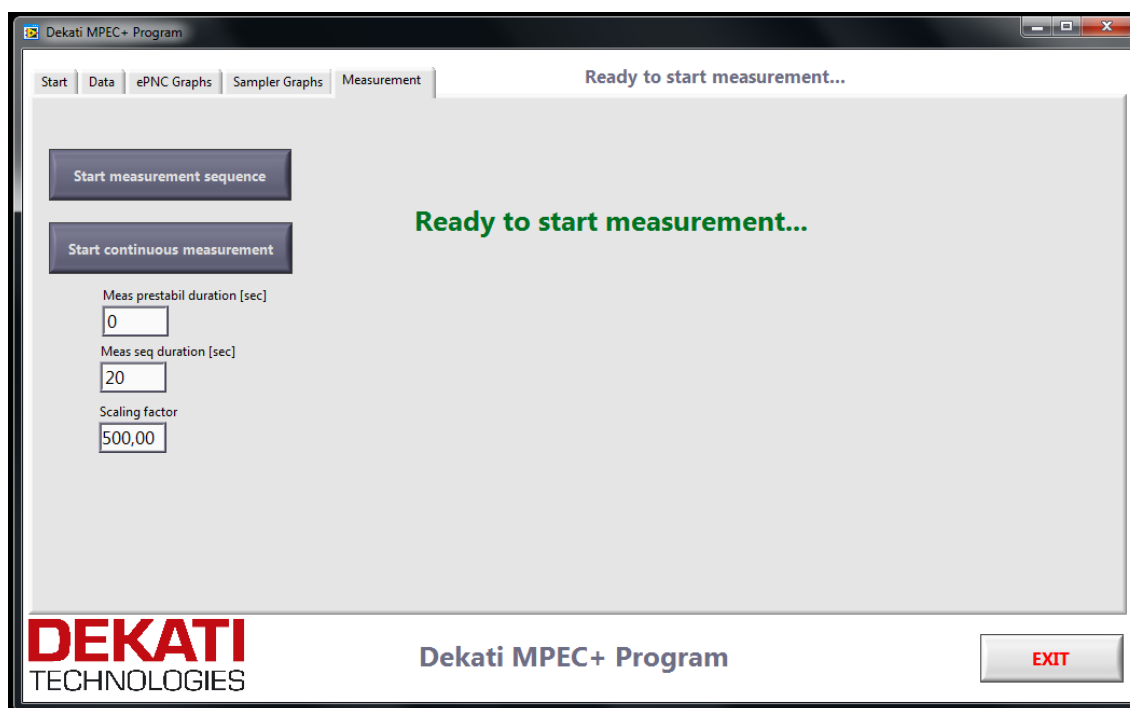 Dekati MPEC+ Program
Start Data ePNC Graphs Sampler Graphs Measurement
Ready to start measurement...
Start measurement sequence
Ready to start measurement...
Start continuous measurement
Meas prestabil duration [sec]
0
Meas seq duration [sec]
20
Scaling factor
500,00
DEKATI
TECHNOLOGIES
Dekati MPEC+ Program
EXIT